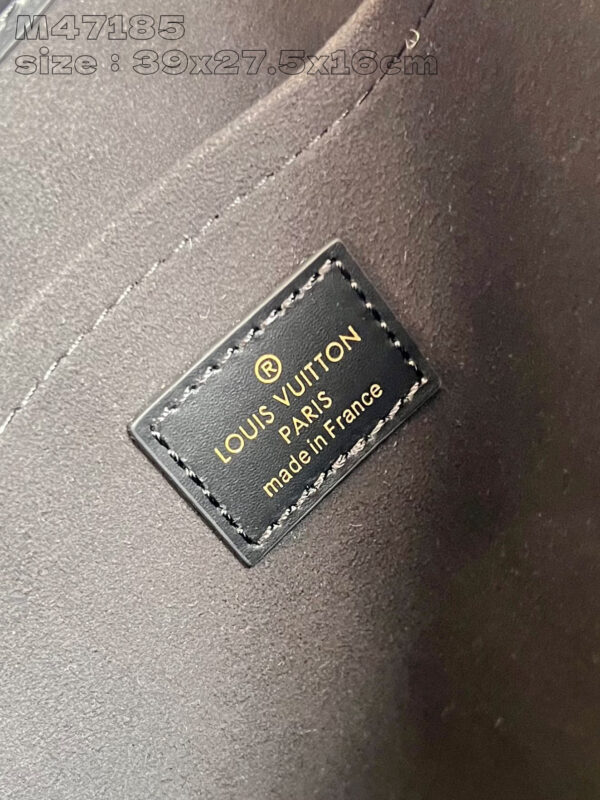 M47185
size : 39x27.5x16cm
®
LOUIS VUITTON
PARIS
made in France